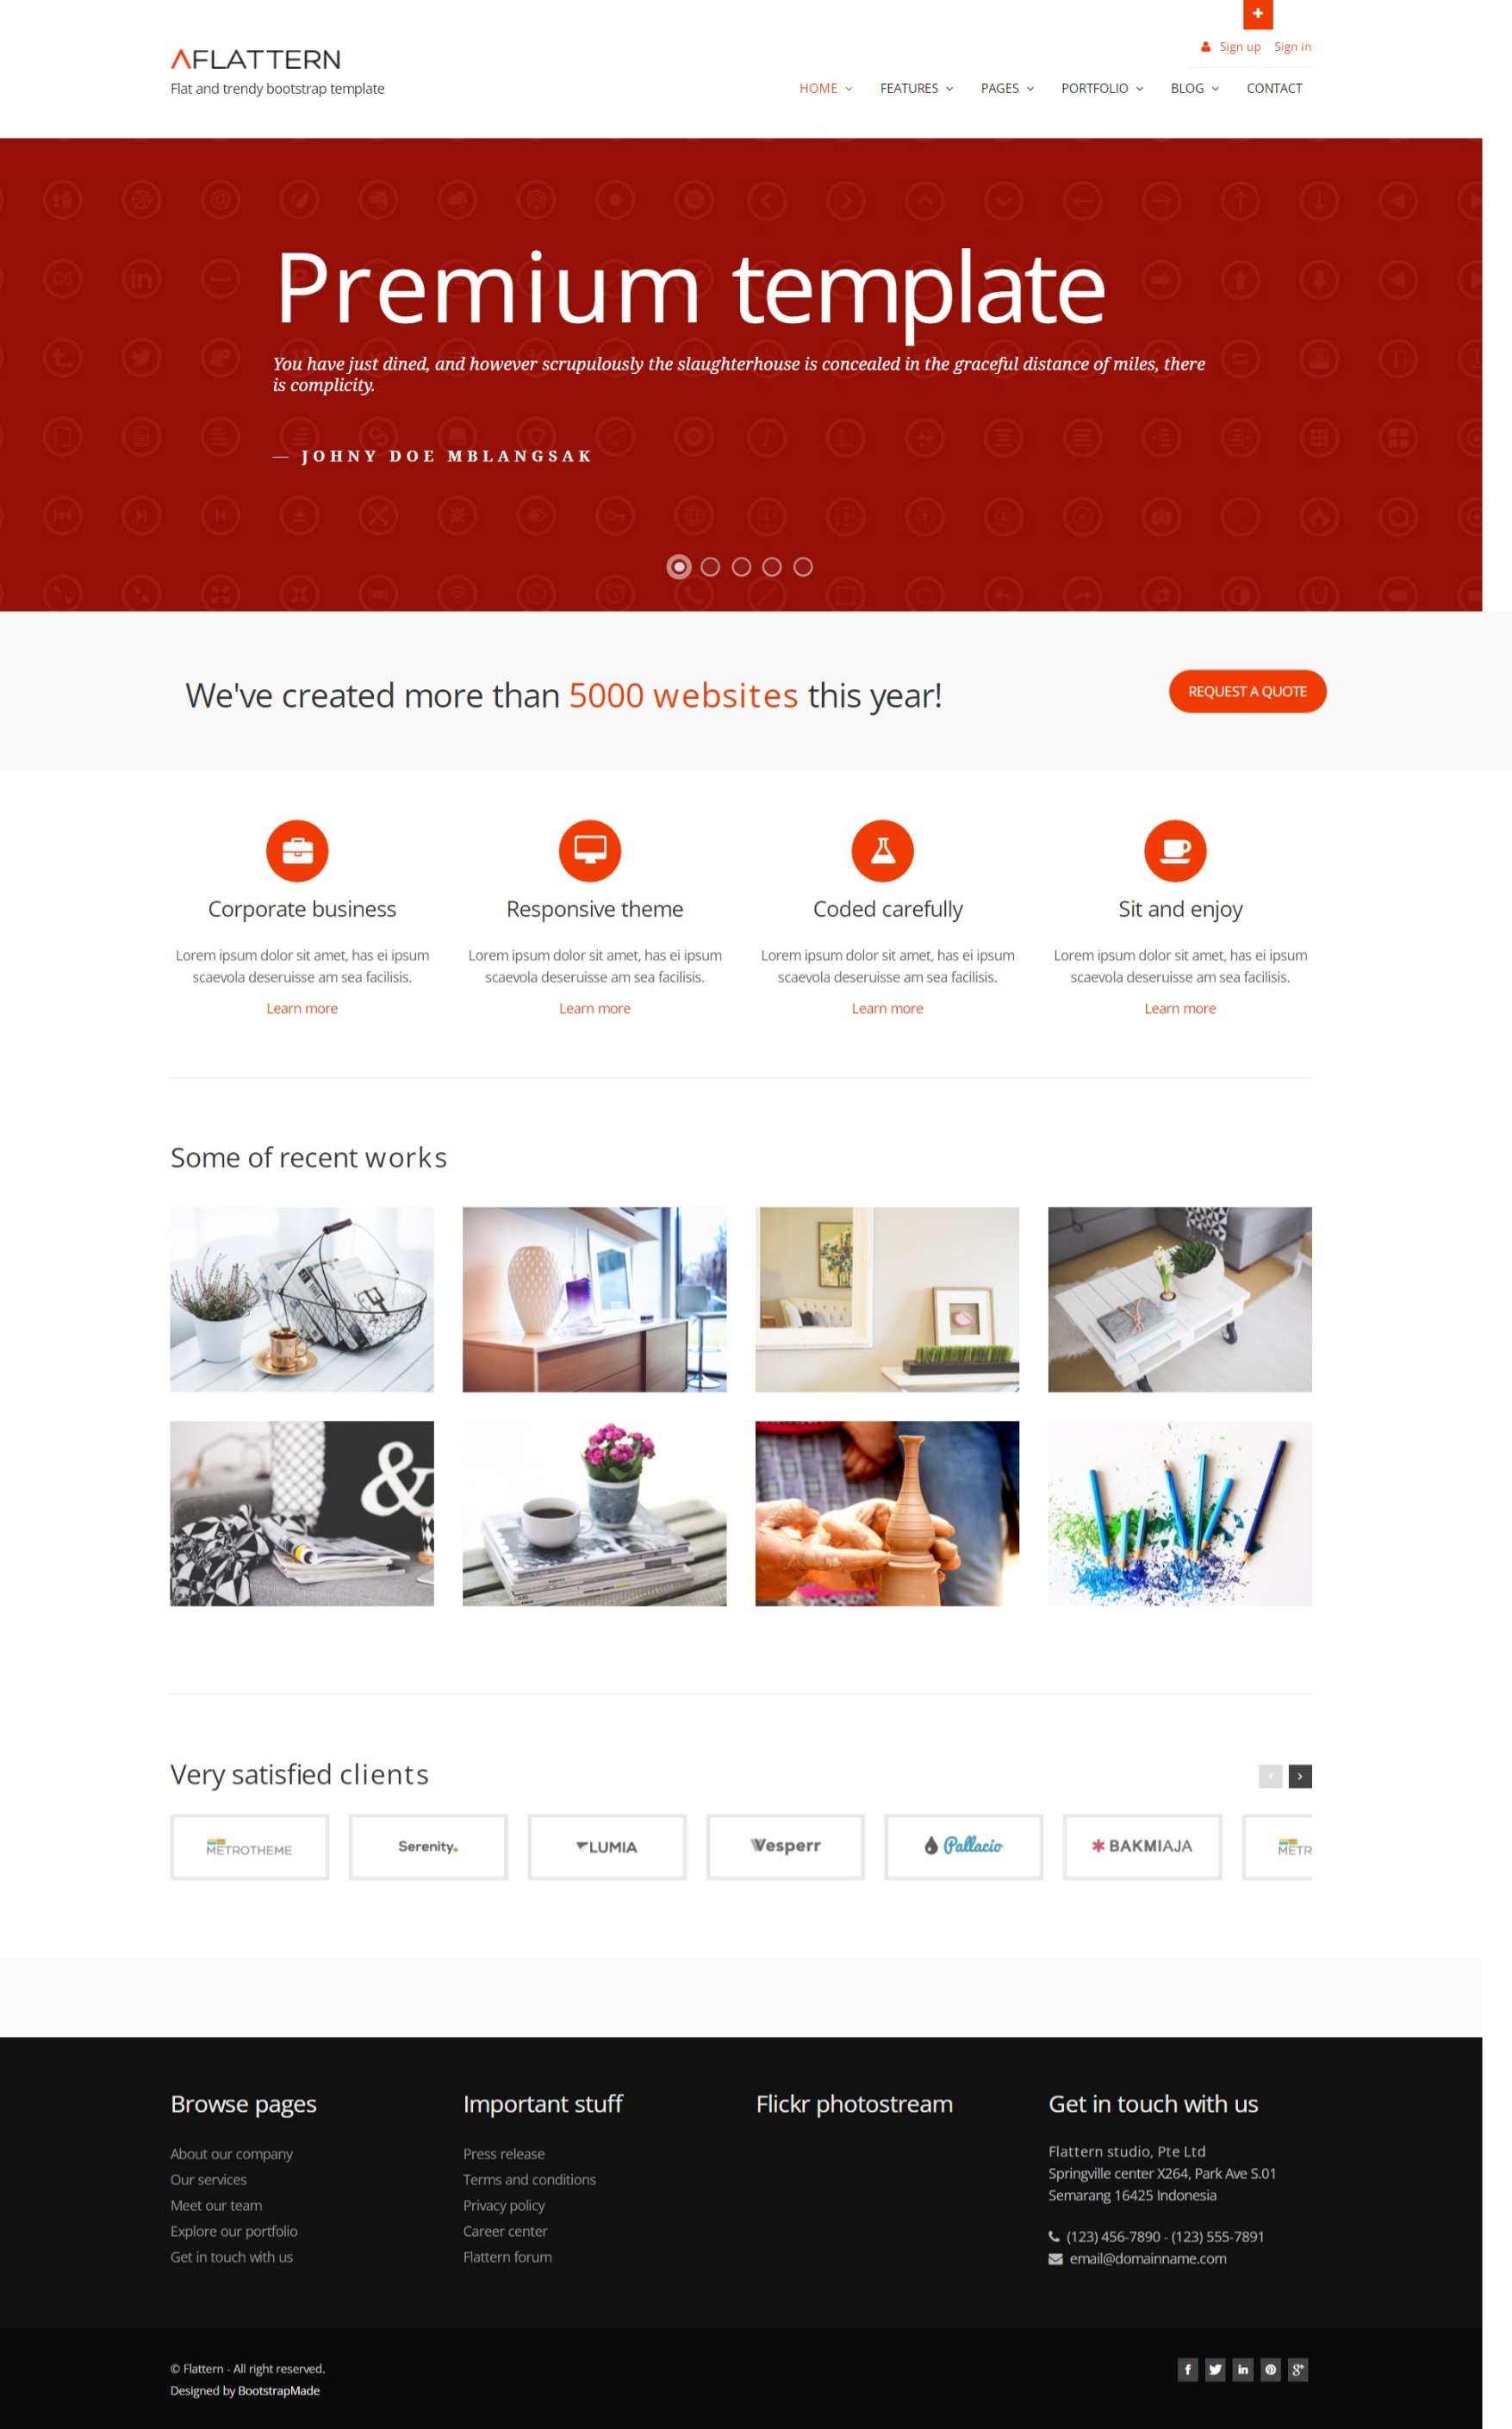 Sign up Sign in
AFLATTERN
Flat and trendy bootstrap template
HOME FEATURES PAGES PORTFOLIO BLOG CONTACT
Premium template
You have just dined, and however scrupulously the slaughterhouse is concealed in the graceful distance of miles, there
is complicity.
— JOHNY DOE MBLANGSAK
We've created more than 5000 websites this year!
REQUEST A QUOTE
Corporate business
Lorem ipsum dolor sit amet, has ei ipsum
scaevola deseruisse am sea facilisis.
Learn more
Responsive theme
Lorem ipsum dolor sit amet, has ei ipsum
scaevola deseruisse am sea facilisis.
Learn more
Coded carefully
Lorem ipsum dolor sit amet, has ei ipsum
scaevola deseruisse am sea facilisis.
Learn more
Sit and enjoy
Lorem ipsum dolor sit amet, has ei ipsum
scaevola deseruisse am sea facilisis.
Learn more
Some of recent works
&
Very satisfied clients
METROTHEME
Serenity.
LUMIA
Vesperr
Pallacio
BAKMIAJA
METR
Browse pages
About our company
Our services
Meet our team
Explore our portfolio
Get in touch with us
Important stuff
Press release
Terms and conditions
Privacy policy
Career center
Flattern forum
Flickr photostream
Get in touch with us
Flattern studio, Pte Ltd
Springville center X264, Park Ave S.01
Semarang 16425 Indonesia
(123) 456-7890 - (123) 555-7891
email@domainname.com
© Flattern - All right reserved.
Designed by BootstrapMade